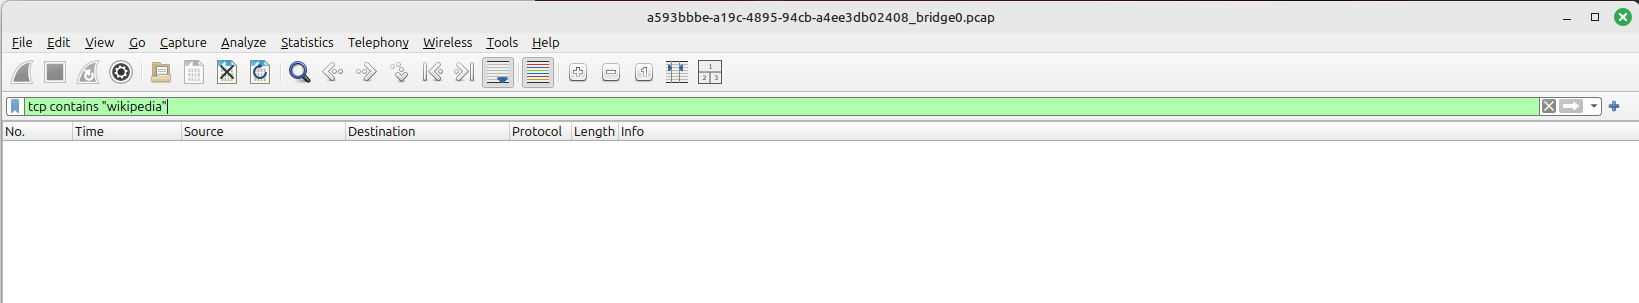 a593bbbe-a19c-4895-94cb-a4ee3db02408_bridge0.pcap
File Edit View Go Capture Analyze Statistics Telephony Wireless Tools Help
tcp contains "wikipedia"
No. Time Source Destination Protocol Length Info